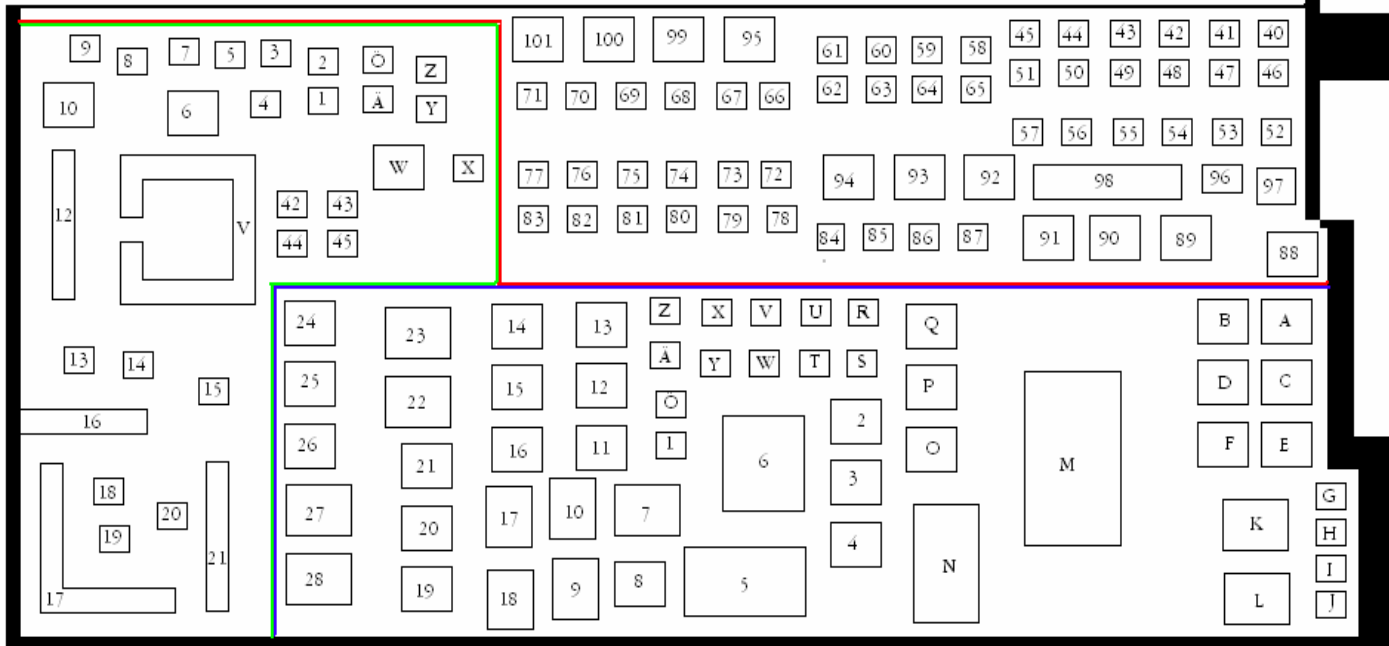 9 8 7 5 3 2 Ö Z
10 6 4 1 Ä Y
W X
12 V 42 43
44 45
13 14 15
16
18 20
19 21
17
101 100 99 95 61 60 59 58 45 44 43 42 41 40
71 70 69 68 67 66 62 63 64 65 51 50 49 48 47 46
57 56 55 54 53 52
77 76 75 74 73 72 94 93 92 98 96 97
83 82 81 80 79 78 84 85 86 87 91 90 89 88
24 23 14 13 Z X V U R Q B A
25 22 15 12 Ä Y W T S P D C
26 21 16 11 Ö 1 6 2 O M F E
27 20 17 10 7 3 4 K G H
28 19 18 9 8 5 N L I J